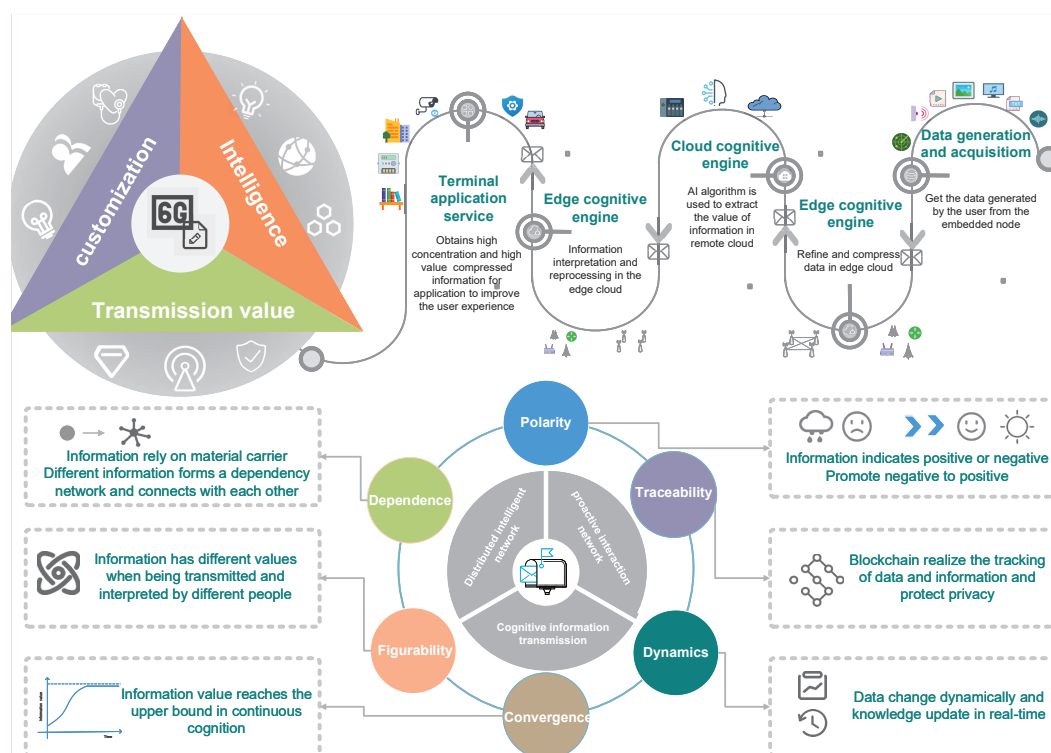 customization
Intelligence
6G
Transmission value
Terminal
application
service
Obtains high
concentration and high
value compressed
information for
application to improve
the user experience
Edge cognitive
engine
Information
interpretation and
reprocessing in the
edge cloud
Cloud cognitive
engine
AI algorithm is
used to extract
the value of
information in
remote cloud
Edge cognitive
engine
Refine and compress
data in edge cloud
Data generation
and acquisitiom
Get the data generated
by the user from the
embedded node
Information rely on material carrier
Different information forms a dependency
network and connects with each other
Information has different values
when being transmitted and
interpreted by different people
Information value
Time
Information value reaches the
upper bound in continuous
cognition
Polarity
Dependence
Traceability
Figurability
Dynamics
Convergence
Distributed intelligent
network
proactive interaction
network
Cognitive information
transmission
Information indicates positive or negative
Promote negative to positive
Blockchain realize the tracking
of data and information and
protect privacy
Data change dynamically and
knowledge update in real-time